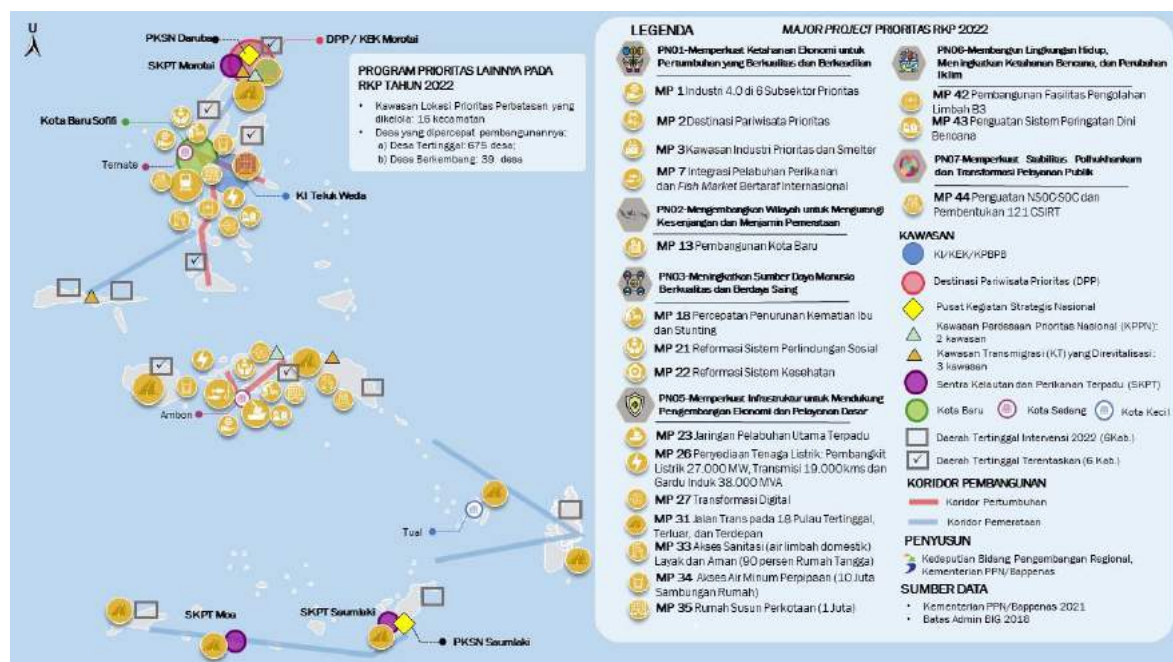 U
PKSN Daruba
DPP / KEK Morotai
SKPT Morotai
Kota Baru Sofifi
Ternate
KI Teluk Weda
PROGRAM PRIORITAS LAINNYA PADA
RKP TAHUN 2022
• Kawasan Lokasi Prioritas Perbatasan yang
dikelola: 16 kecamatan
• Desa yang dipercepat pembangunannya:
a) Desa Tertinggal: 675 desa;
b) Desa Berkembang: 39 desa
Ambon
Tual
SKPT Moa
SKPT Saumlaki
PKSN Saumlaki
LEGENDA
MAJOR PROJECT PRIORITAS RKP 2022
PN01-Memperkuat Ketahanan Ekonomi untuk
Pertumbuhan yang Berkualitas dan Berkeadilan
MP 1 Industri 4.0 di 6 Subsektor Prioritas
MP 2 Destinasi Pariwisata Prioritas
MP 3 Kawasan Industri Prioritas dan Smelter
MP 7 Integrasi Pelabuhan Perikanan
dan Fish Market Bertaraf Internasional
PN02-Mengembangkan Wilayah untuk Mengurangi
Kesenjangan dan Menjamin Pemerataan
MP 13 Pembangunan Kota Baru
PN03-Meningkatkan Sumber Daya Manusia
Berkualitas dan Berdaya Saing
MP 18 Percepatan Penurunan Kematian Ibu
dan Stunting
MP 21 Reformasi Sistem Perlindungan Sosial
MP 22 Reformasi Sistem Kesehatan
PN05-Memperkuat Infrastruktur untuk Mendukung
Pengembangan Ekonomi dan Pelayanan Dasar
MP 23 Jaringan Pelabuhan Utama Terpadu
MP 26 Penyediaan Tenaga Listrik: Pembangkit
Listrik 27.000 MW, Transmisi 19.000 kms dan
Gardu Induk 38.000 MVA
MP 27 Transformasi Digital
MP 31 Jalan Trans pada 18 Pulau Tertinggal,
Terluar, dan Terdepan
MP 33 Akses Sanitasi (air limbah domestik)
Layak dan Aman (90 persen Rumah Tangga)
MP 34 Akses Air Minum Perpipaan (10 Juta
Sambungan Rumah)
MP 35 Rumah Susun Perkotaan (1 Juta)
PN06-Membangun Lingkungan Hidup,
Meningkatkan Ketahanan Bencana, dan Perubahan
Iklim
MP 42 Pembangunan Fasilitas Pengolahan
Limbah B3
MP 43 Penguatan Sistem Peringatan Dini
Bencana
PN07-Memperkuat Stabilitas Polhukhankam
dan Transformasi Pelayanan Publik
MP 44 Penguatan NSOC-SOC dan
Pembentukan 121 CSIRT
KAWASAN
KI/KEK/KPBPB
Destinasi Pariwisata Prioritas (DPP)
Pusat Kegiatan Strategis Nasional
Kawasan Perdesaan Prioritas Nasional (KPPN):
2 kawasan
Kawasan Transmigrasi (KT) yang Direvitalisasi:
3 kawasan
Sentra Kelautan dan Perikanan Terpadu (SKPT)
Kota Baru Kota Sedang Kota Kecil
Daerah Tertinggal Intervensi 2022 (6Kab.)
Daerah Tertinggal Terentaskan (6 Kab.)
KORIDOR PEMBANGUNAN
Koridor Pertumbuhan
Koridor Pemerataan
PENYUSUN
Kedeputian Bidang Pengembangan Regional,
Kementerian PPN/Bappenas
SUMBER DATA
• Kementerian PPN/Bappenas 2021
• Batas Admin BIG 2018